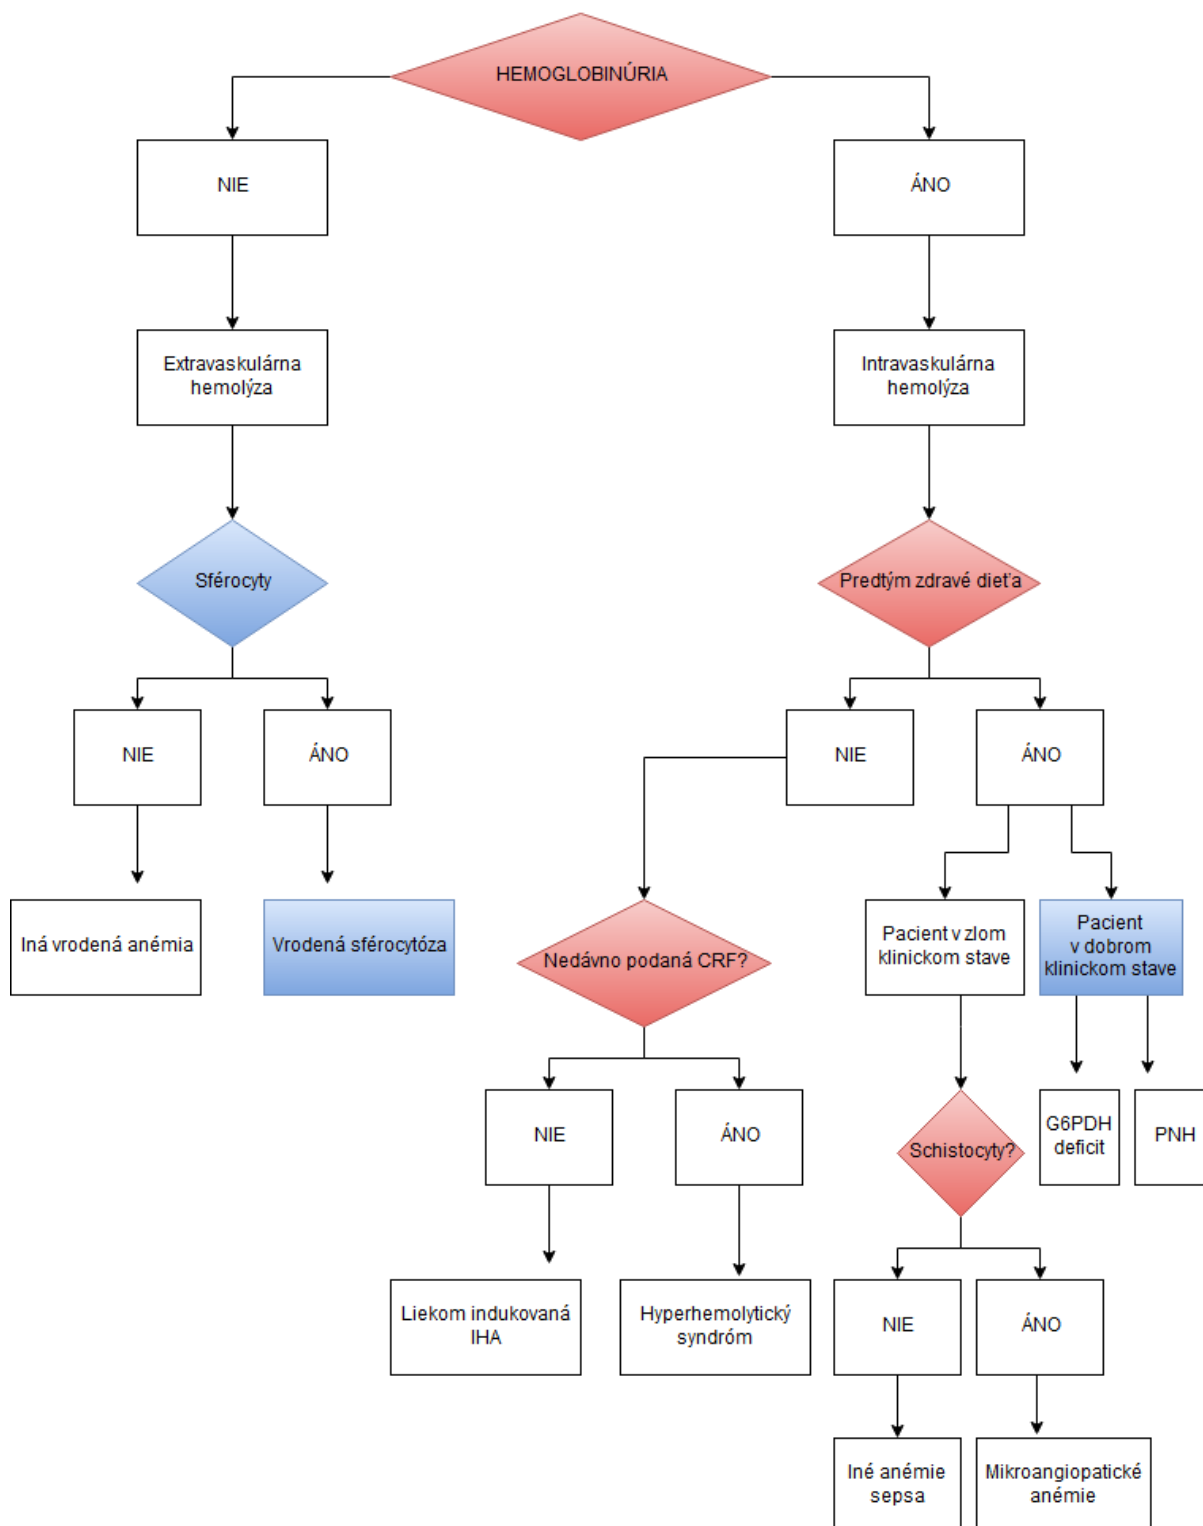 HEMOGLOBINÚRIA
NIE
ÁNO
Extravaskulárna
hemolýza
Intravaskulárna
hemolýza
Sférocyty
Predtým zdravé dieťa
NIE
ÁNO
NIE
ÁNO
Iná vrodená anémia
Vrodená sférocytóza
Nedávno podaná CRF?
Pacient v zlom
klinickom stave
Pacient
v dobrom
klinickom stave
NIE
ÁNO
Schistocyty?
G6PDH
deficit
PNH
Liekom indukovaná
IHA
Hyperhemolytický
syndróm
NIE
ÁNO
Iné anémie
sepsa
Mikroangiopatické
anémie